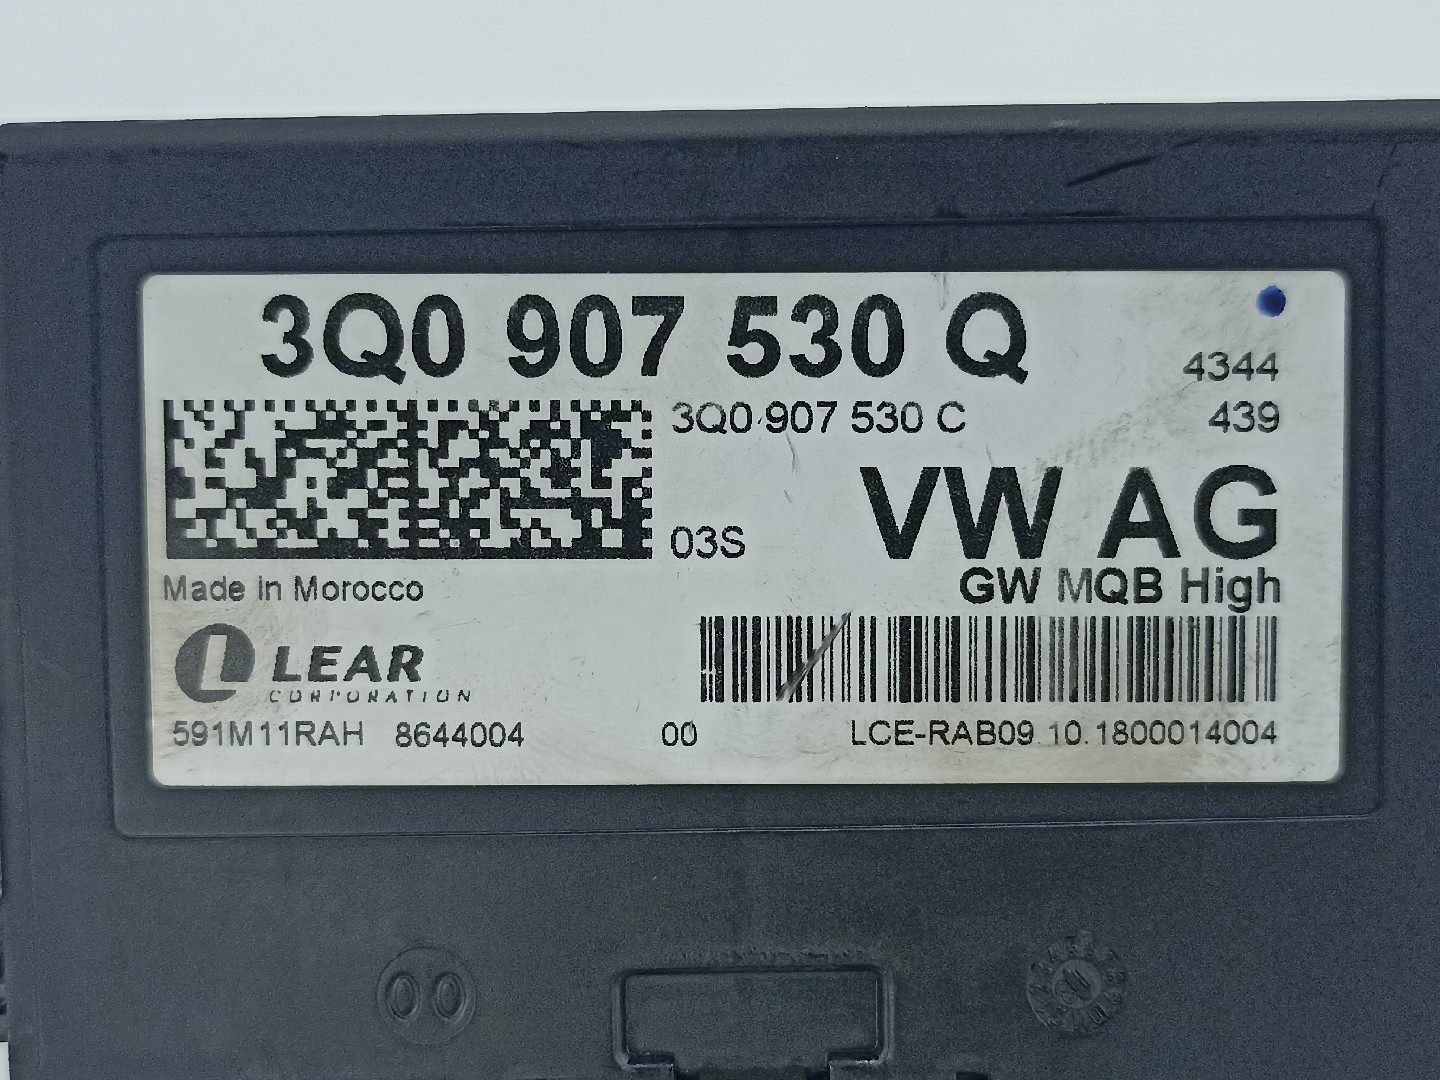 3Q0 907 530 Q
4344
3Q0 907 530 C
439
VW AG
03S
GW MQB High
Made In Morocco
L LEAR
CORPORATION
591M11RAH 8644004 00 LCE-RAB09.10.1800014004
00